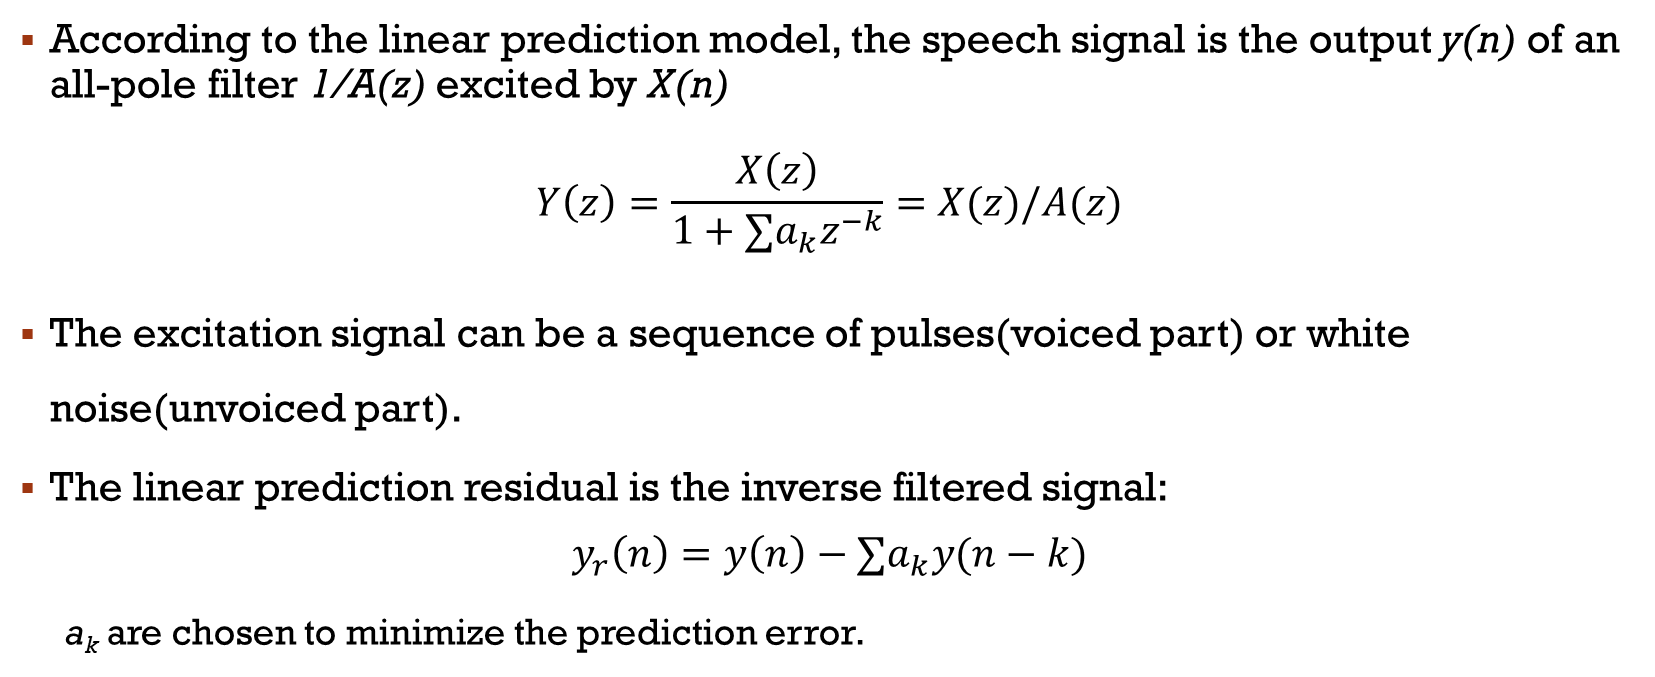 ▪ According to the linear prediction model, the speech signal is the output y(n) of an
all-pole filter 1/A(z) excited by X(n)
Y(z) = X(z) / (1 + ∑a_k z^{-k}) = X(z)/A(z)
▪ The excitation signal can be a sequence of pulses(voiced part) or white
noise(unvoiced part).
▪ The linear prediction residual is the inverse filtered signal:
y_r(n) = y(n) − ∑a_k y(n − k)
a_k are chosen to minimize the prediction error.